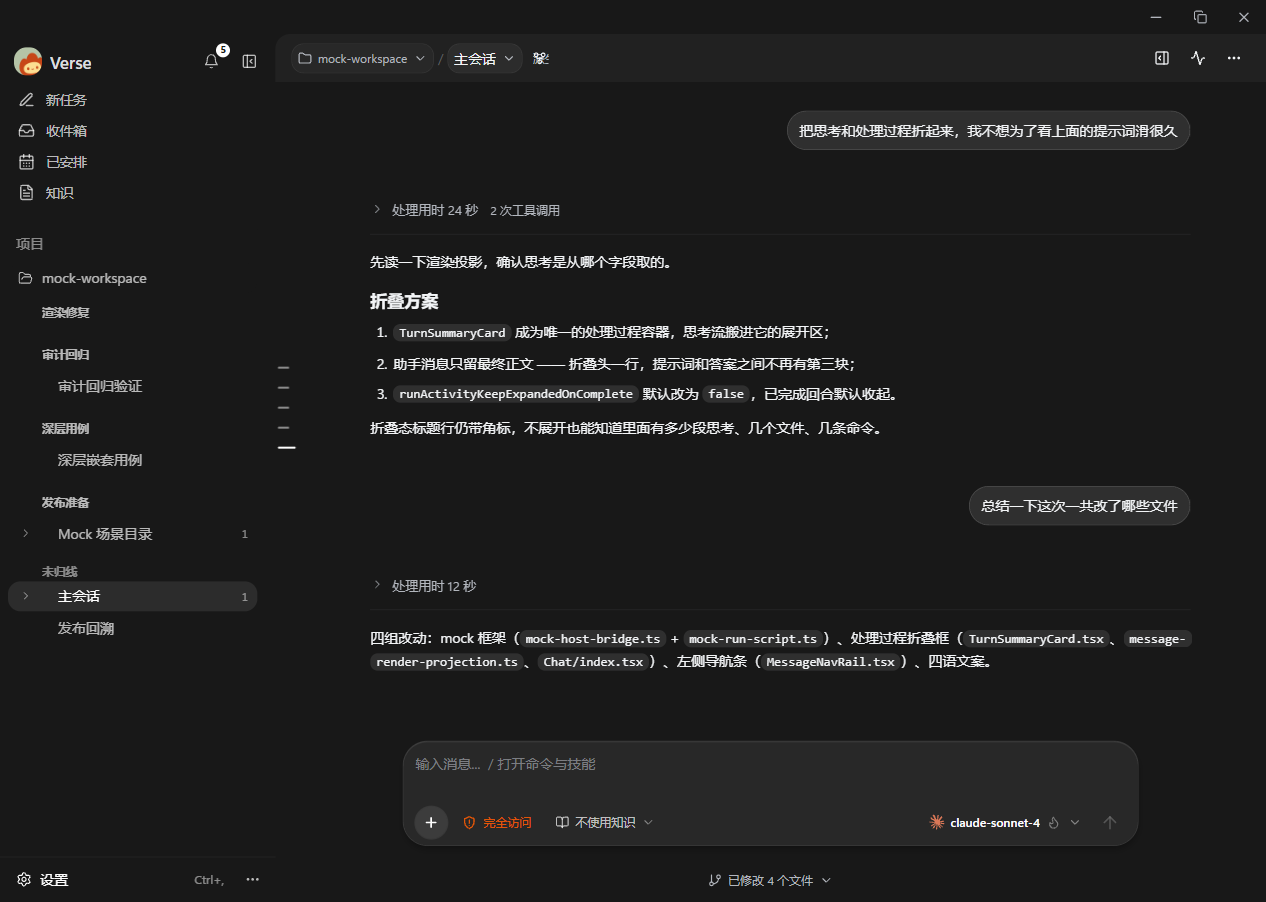 Verse
5
新任务
收件箱
已安排
知识
项目
mock-workspace
渲染修复
审计回归
审计回归验证
深层用例
深层嵌套用例
发布准备
Mock 场景目录 1
未归线
主会话 1
发布回溯
设置 Ctrl+,
mock-workspace / 主会话
把思考和处理过程折起来，我不想为了看上面的提示词滑很久
处理用时 24 秒 2 次工具调用
先读一下渲染投影，确认思考是从哪个字段取的。
折叠方案
1. TurnSummaryCard 成为唯一的处理过程容器，思考流搬进它的展开区；
2. 助手消息只留最终正文 —— 折叠头一行，提示词和答案之间不再有第三块；
3. runActivityKeepExpandedOnComplete 默认改为 false，已完成回合默认收起。
折叠态标题行仍带角标，不展开也能知道里面有多少段思考、几个文件、几条命令。
总结一下这次一共改了哪些文件
处理用时 12 秒
四组改动：mock 框架（mock-host-bridge.ts + mock-run-script.ts）、处理过程折叠框（TurnSummaryCard.tsx、message-
render-projection.ts、Chat/index.tsx）、左侧导航条（MessageNavRail.tsx）、四语文案。
输入消息... / 打开命令与技能
完全访问 不使用知识 claude-sonnet-4
已修改 4 个文件